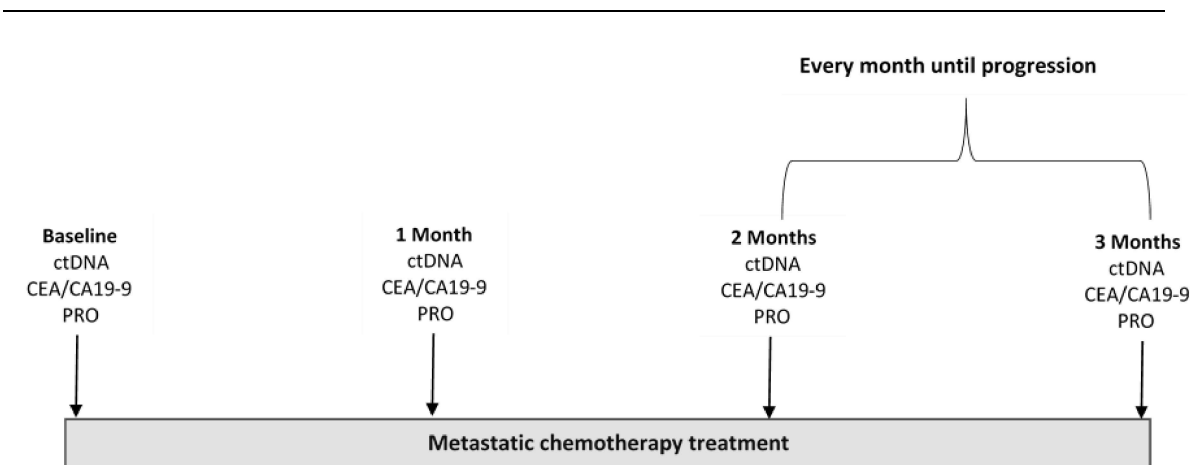 Every month until progression
Baseline
ctDNA
CEA/CA19-9
PRO
1 Month
ctDNA
CEA/CA19-9
PRO
2 Months
ctDNA
CEA/CA19-9
PRO
3 Months
ctDNA
CEA/CA19-9
PRO
Metastatic chemotherapy treatment